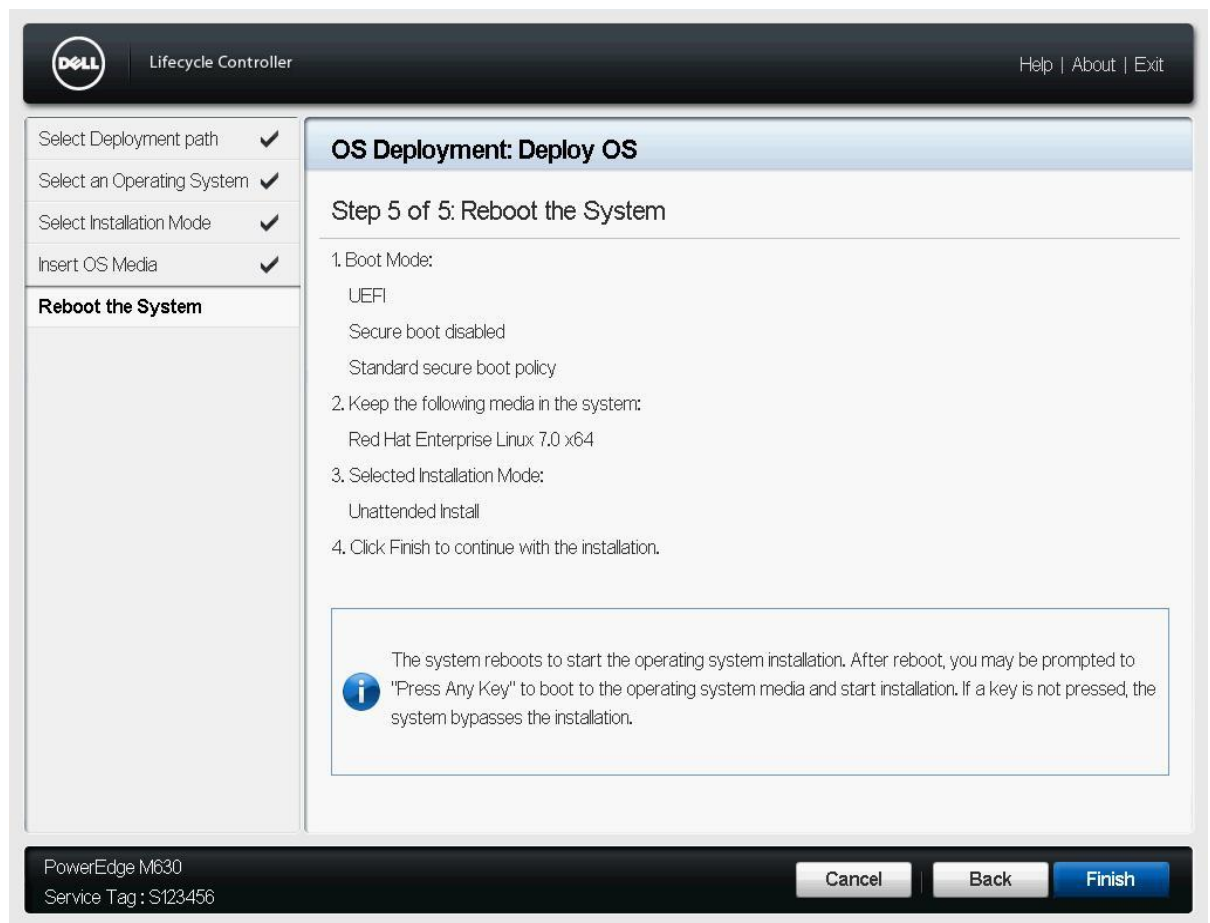 DELL
Lifecycle Controller
Help | About | Exit
Select Deployment path
Select an Operating System
Select Installation Mode
Insert OS Media
Reboot the System
OS Deployment: Deploy OS
Step 5 of 5: Reboot the System
1. Boot Mode:
UEFI
Secure boot disabled
Standard secure boot policy
2. Keep the following media in the system:
Red Hat Enterprise Linux 7.0 x64
3. Selected Installation Mode:
Unattended Install
4. Click Finish to continue with the installation.
The system reboots to start the operating system installation. After reboot, you may be prompted to
"Press Any Key" to boot to the operating system media and start installation. If a key is not pressed, the
system bypasses the installation.
PowerEdge M630
Service Tag : S123456
Cancel
Back
Finish